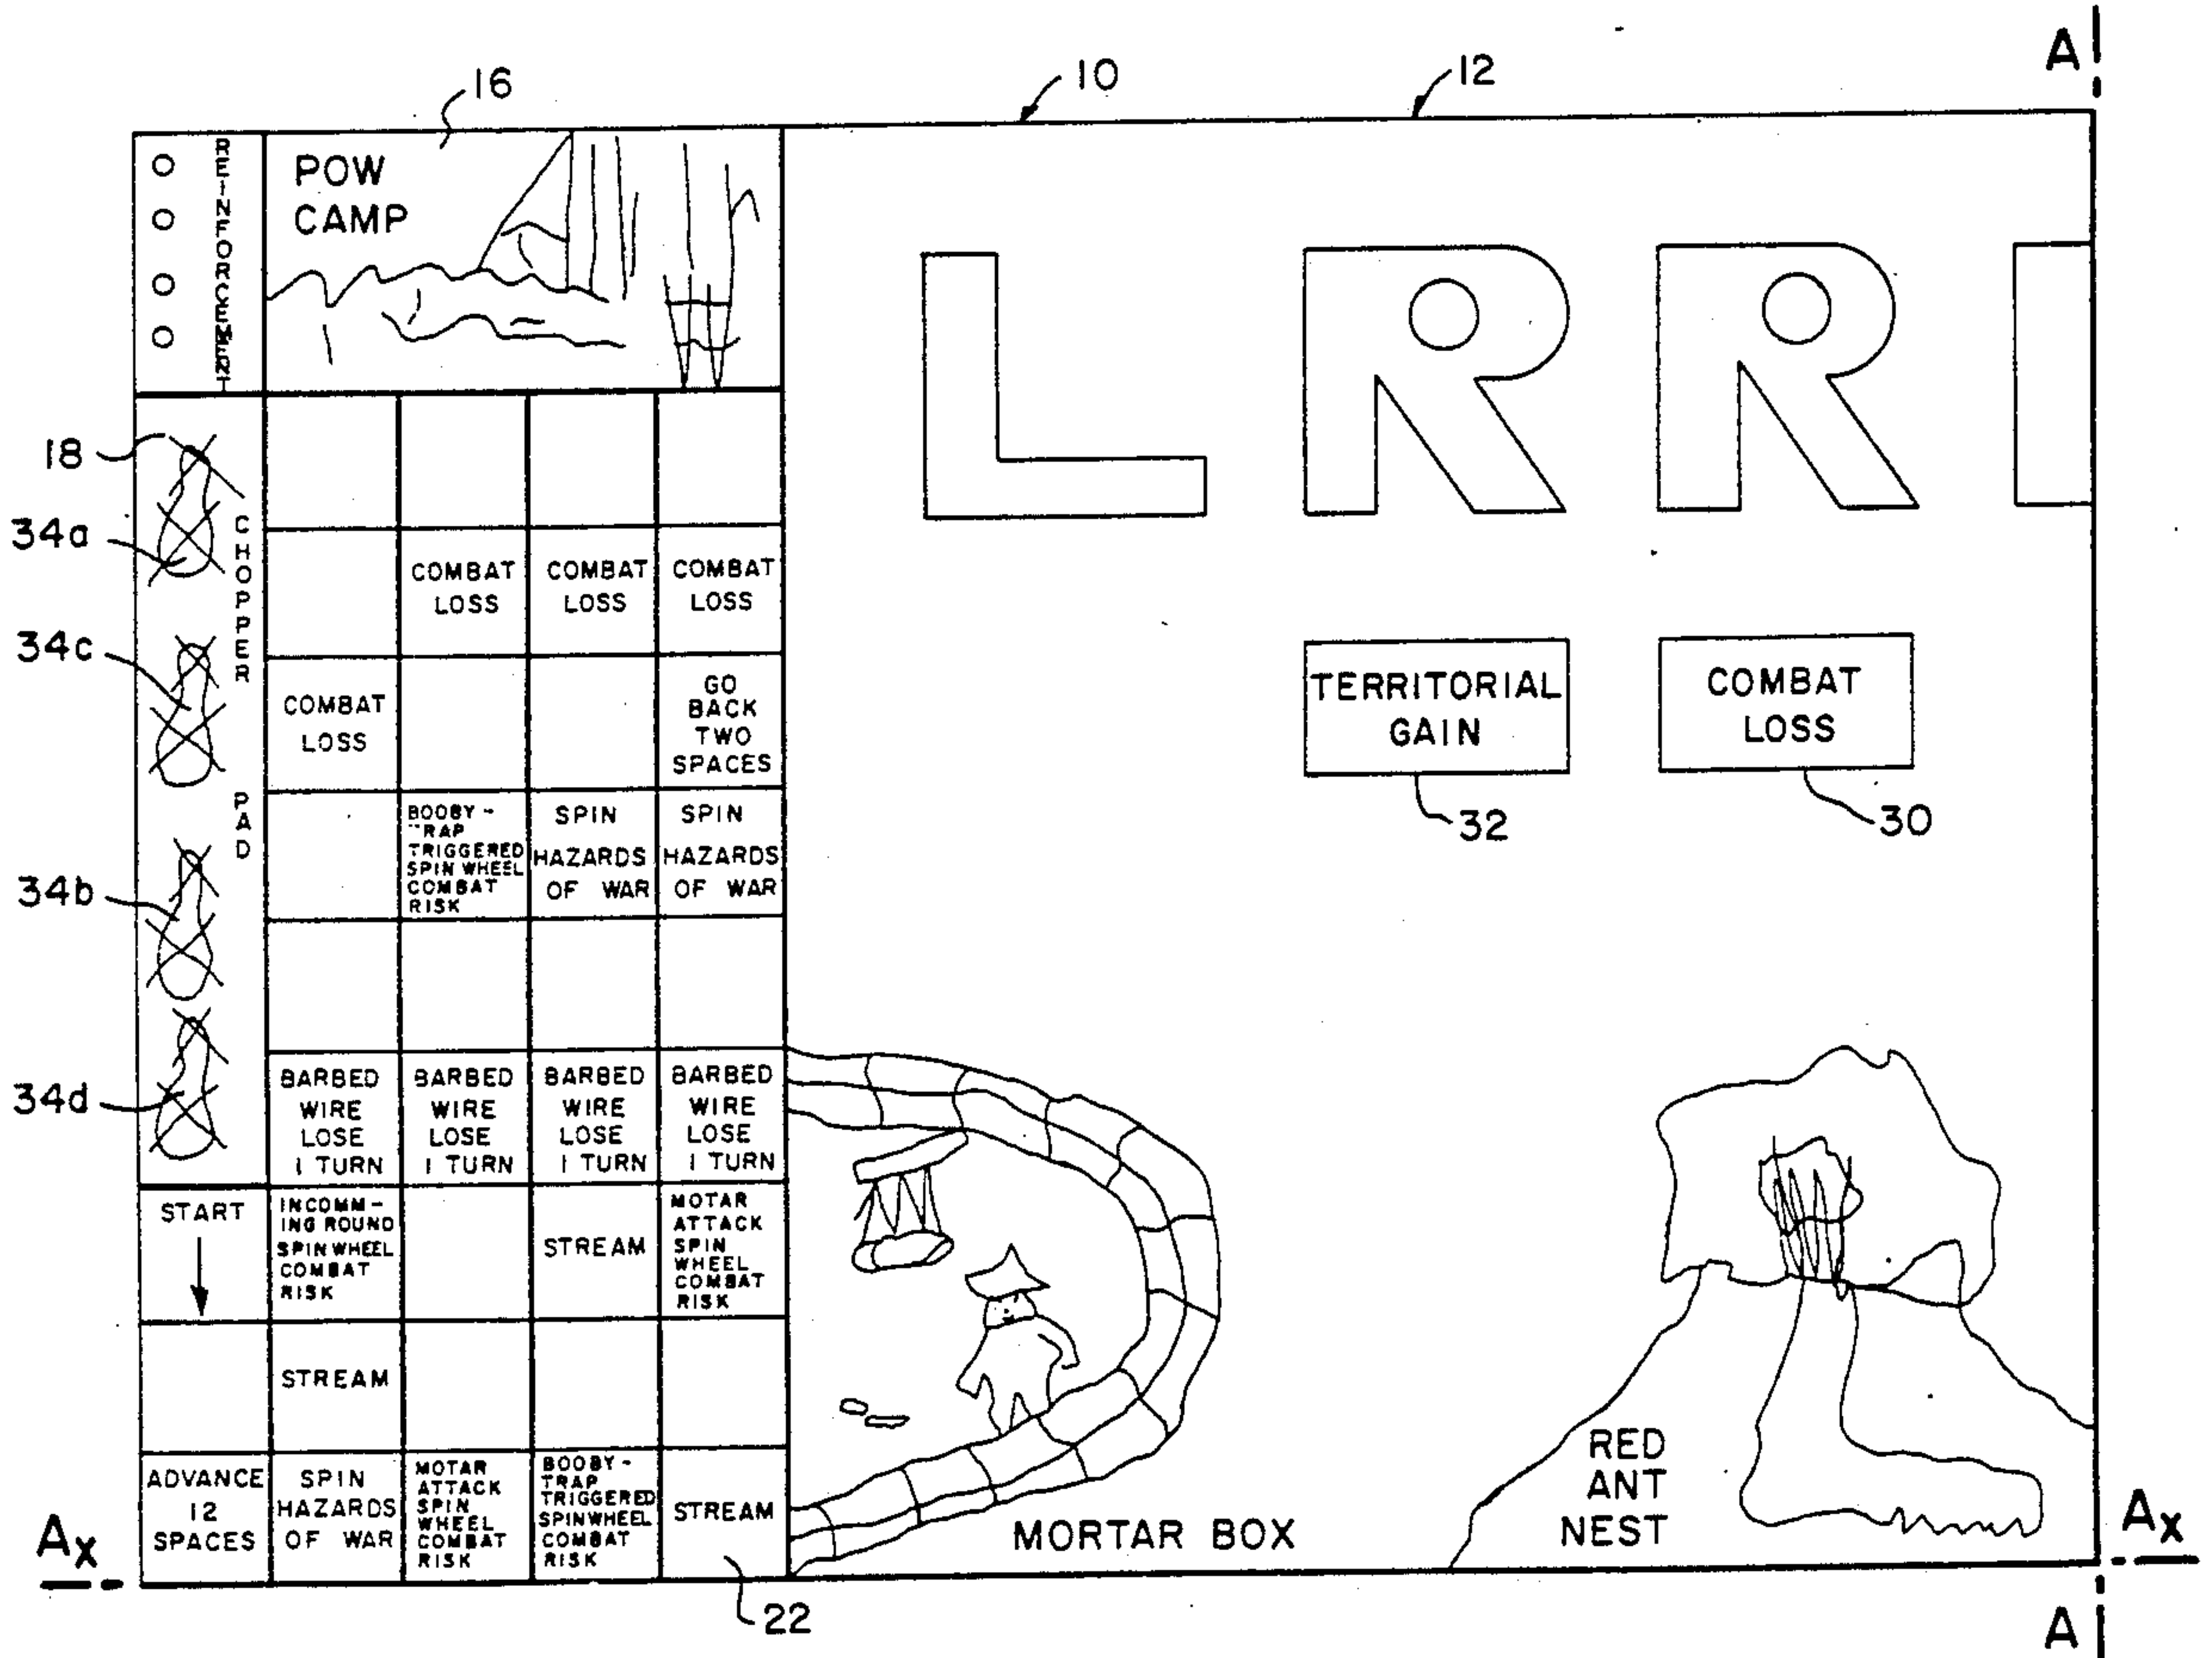 A
16
10
12
REINFORCEMENT
POW
CAMP
L R R
18
34a
34c
34b
34d
CHOPPER
PAD
COMBAT
LOSS
COMBAT
LOSS
COMBAT
LOSS
COMBAT
LOSS
GO
BACK
TWO
SPACES
TERRITORIAL
GAIN
COMBAT
LOSS
32
30
BOOBY-
TRAP
TRIGGERED
SPIN WHEEL
COMBAT
RISK
SPIN
HAZARDS
OF WAR
SPIN
HAZARDS
OF WAR
BARBED
WIRE
LOSE
1 TURN
BARBED
WIRE
LOSE
1 TURN
BARBED
WIRE
LOSE
1 TURN
BARBED
WIRE
LOSE
1 TURN
START
INCOMM-
ING ROUND
SPIN WHEEL
COMBAT
RISK
STREAM
MOTAR
ATTACK
SPIN
WHEEL
COMBAT
RISK
STREAM
ADVANCE
12
SPACES
SPIN
HAZARDS
OF WAR
MOTAR
ATTACK
SPIN
WHEEL
COMBAT
RISK
BOOBY-
TRAP
TRIGGERED
SPIN WHEEL
COMBAT
RISK
STREAM
MORTAR BOX
RED
ANT
NEST
Ax
Ax
22
A